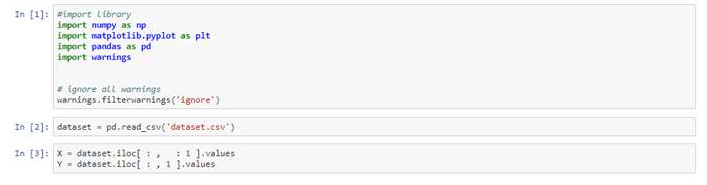 In [1]: #import library
import numpy as np
import matplotlib.pyplot as plt
import pandas as pd
import warnings
# ignore all warnings
warnings.filterwarnings('ignore')
In [2]: dataset = pd.read_csv('dataset.csv')
In [3]: X = dataset.iloc[ : , : 1 ].values
Y = dataset.iloc[ : , 1 ].values